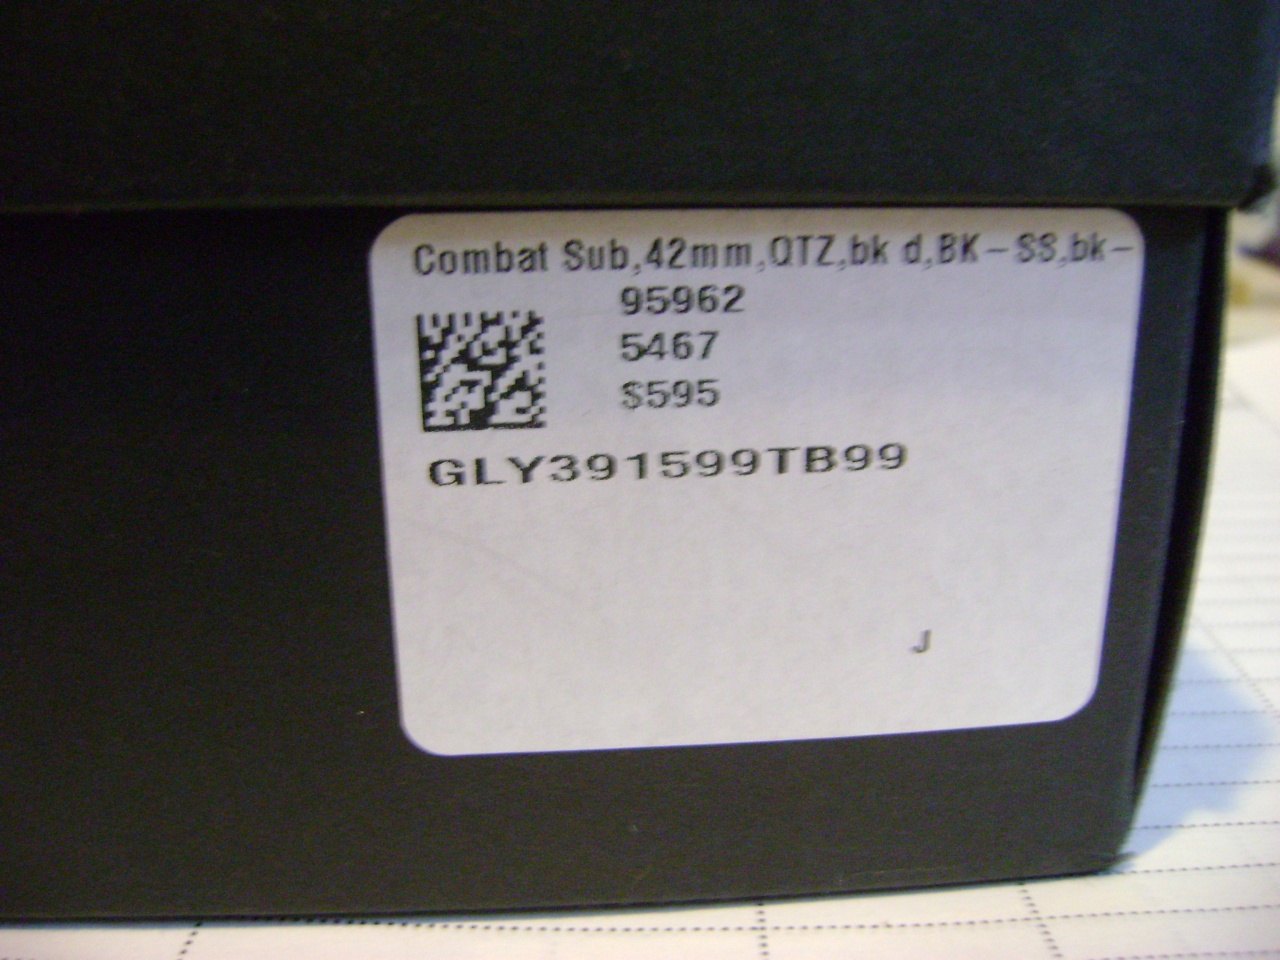 Combat Sub,42mm,QTZ,bk d,BK-SS,bk-
95962
5467
$595
GLY391599TB99
J